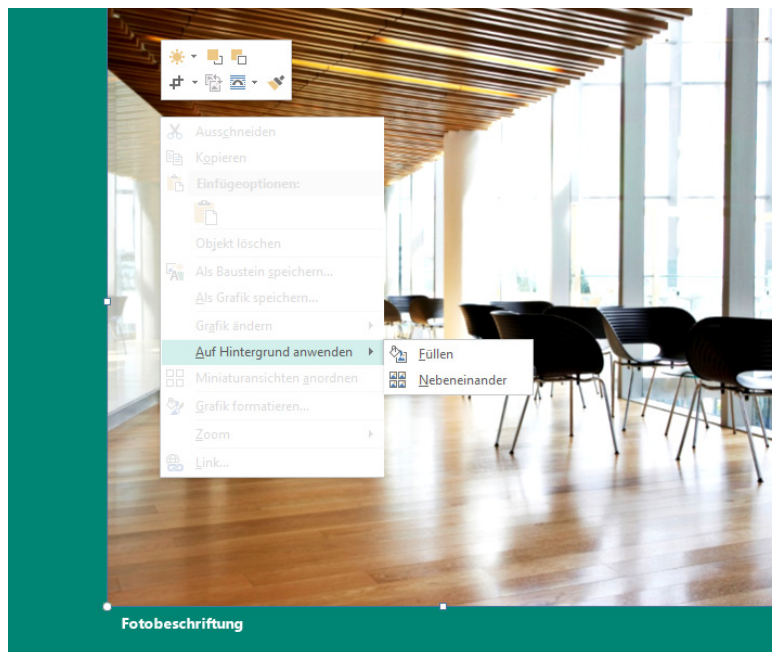 Ausschneiden
Kopieren
Einfügeoptionen:
Objekt löschen
Als Baustein speichern...
Als Grafik speichern...
Grafik ändern
Auf Hintergrund anwenden
Füllen
Miniaturansichten anordnen
Nebeneinander
Grafik formatieren...
Zoom
Link...
Fotobeschriftung